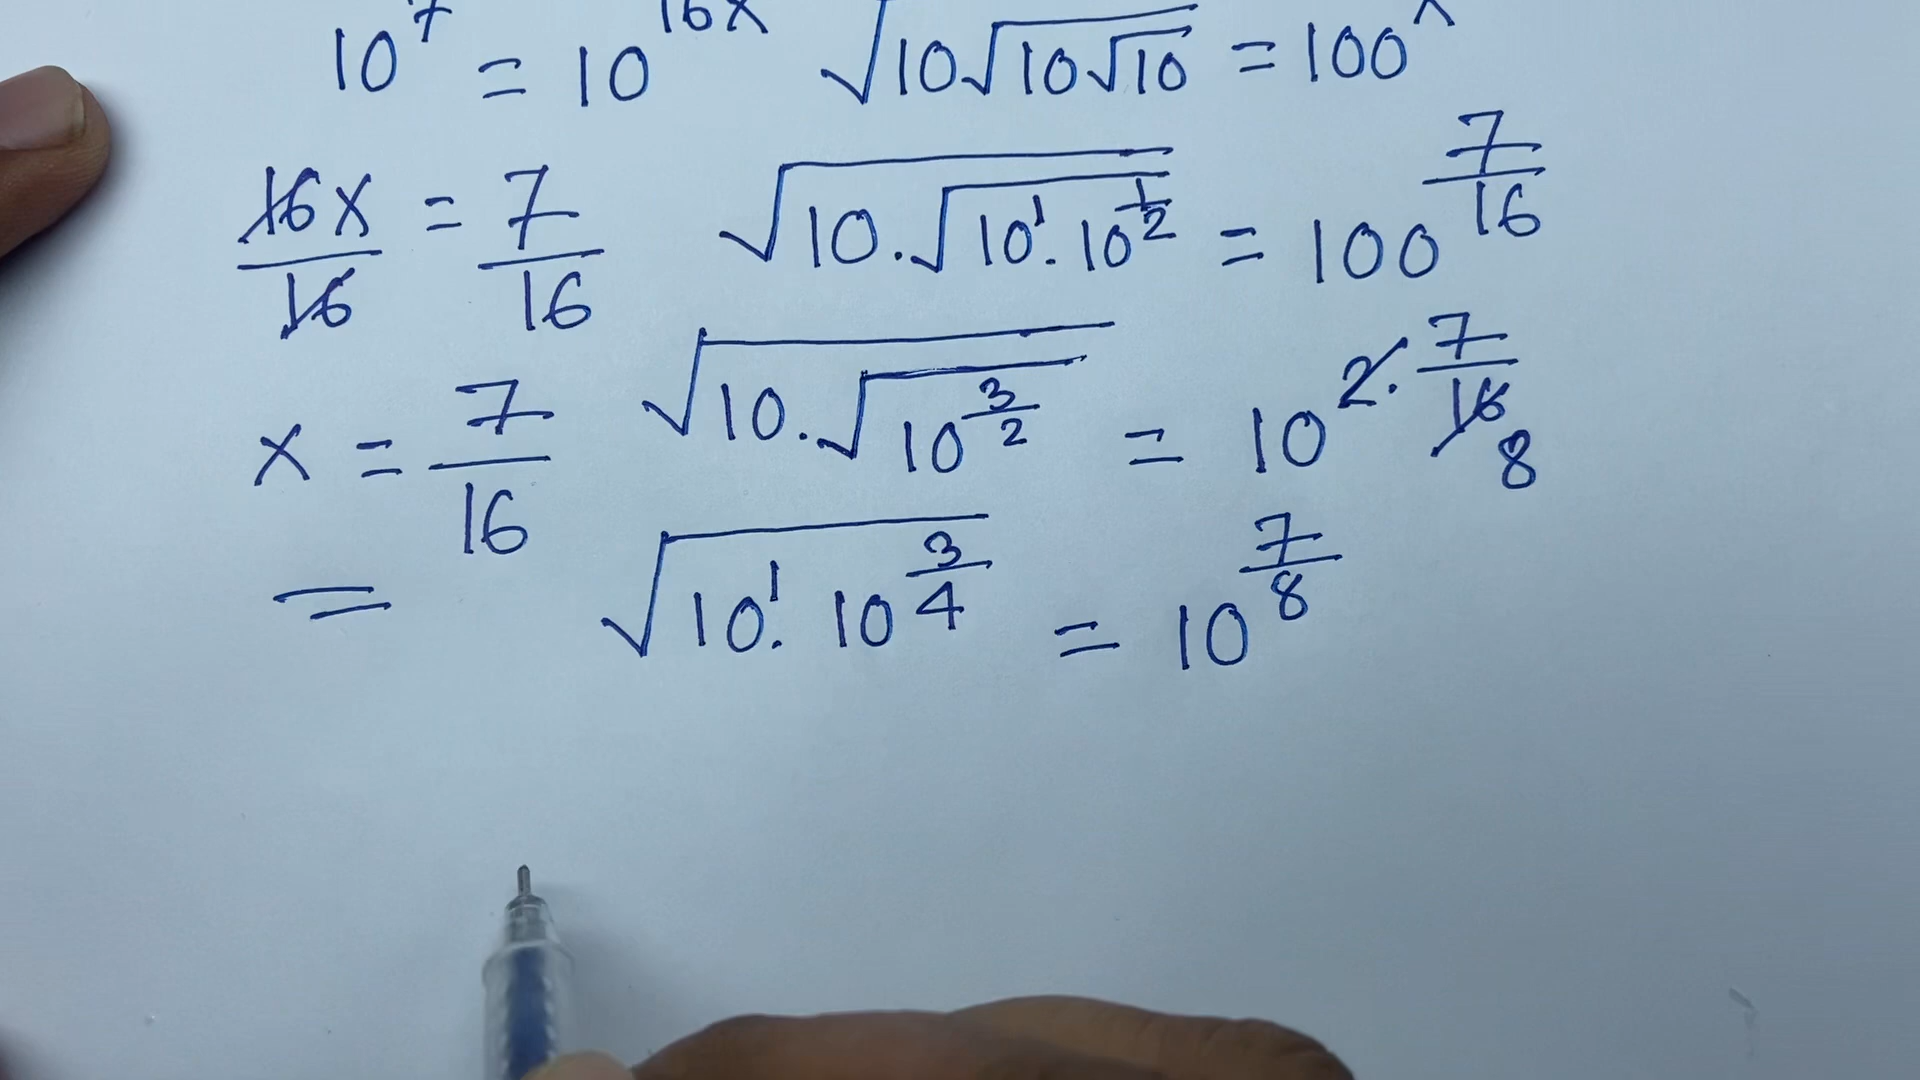 10^7 = 10^{16x} √(10√(10√10)) = 100^x
16x/16 = 7/16 √(10.√(10^1.10^{1/2})) = 100^{7/16}
x = 7/16 √(10.√(10^{3/2})) = 10^{2.7/16} 8
= √(10^1.10^{3/4}) = 10^{7/8}